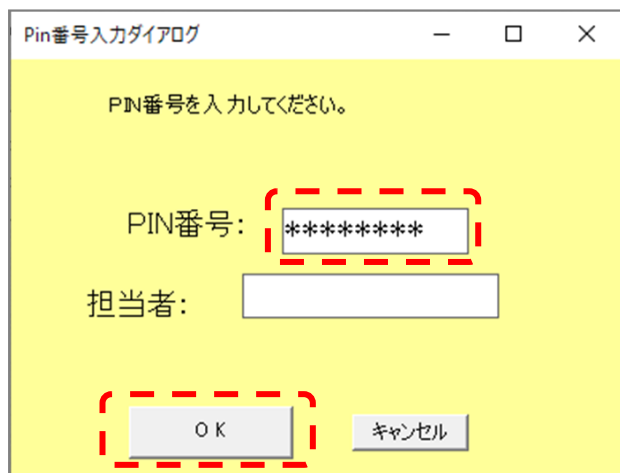 Pin番号入力ダイアログ
PIN番号を入力してください。
PIN番号: ********
担当者:
OK キャンセル